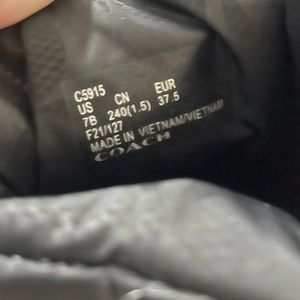 C5915
US CN EUR
7B 240(1.5) 37.5
F21/127
MADE IN VIETNAM/VIETNAM
COACH